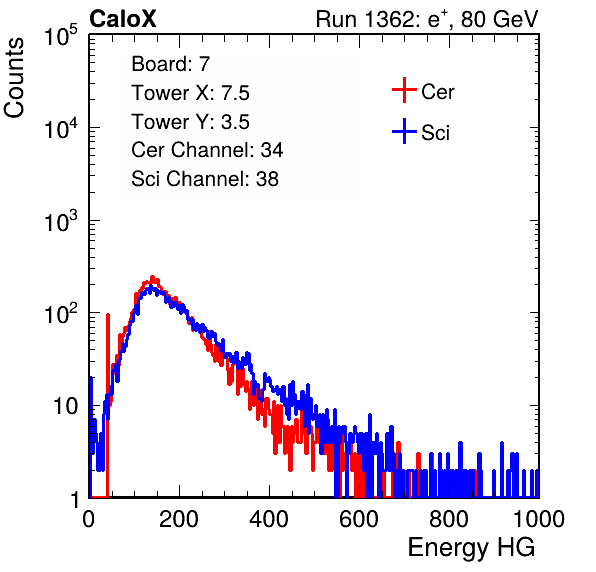 CaloX Run 1362: e⁺, 80 GeV
Board: 7
Tower X: 7.5
Tower Y: 3.5
Cer Channel: 34
Sci Channel: 38
Cer
Sci
Counts
10⁵
10⁴
10³
10²
10
1
0 200 400 600 800 1000
Energy HG